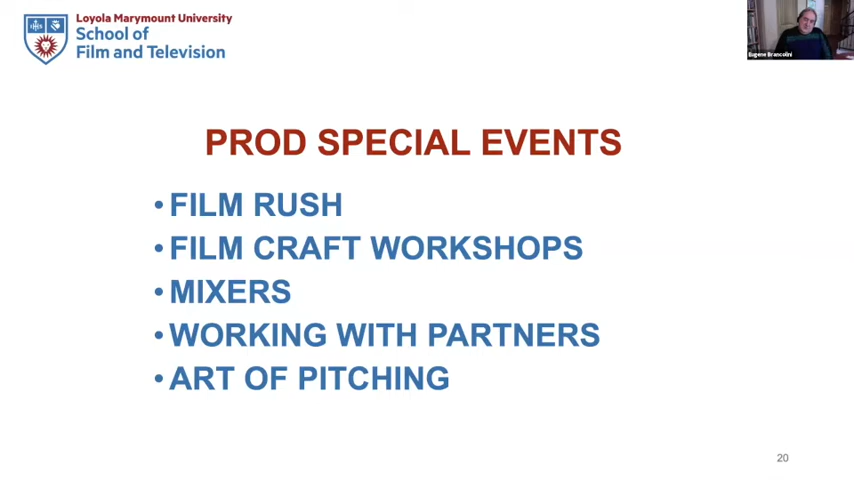 Loyola Marymount University
School of
Film and Television
Eugene Brancolini
PROD SPECIAL EVENTS
• FILM RUSH
• FILM CRAFT WORKSHOPS
• MIXERS
• WORKING WITH PARTNERS
• ART OF PITCHING
20